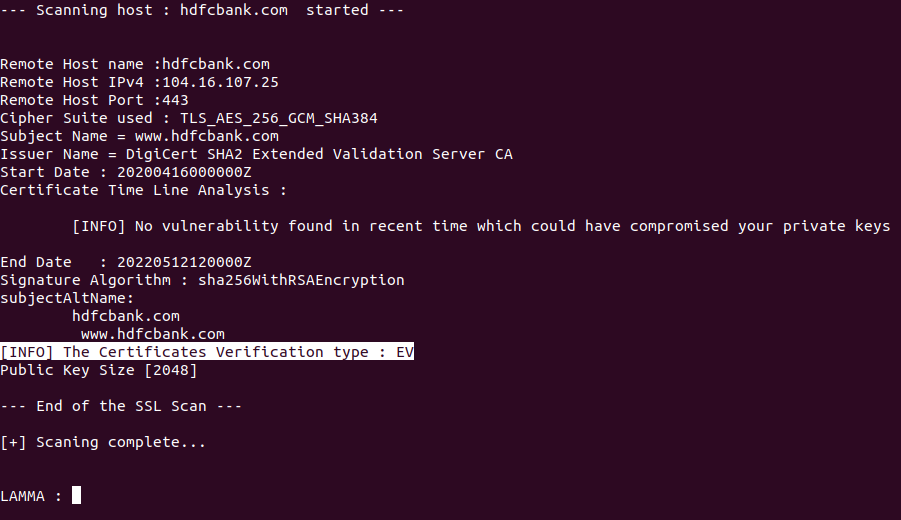 --- Scanning host : hdfcbank.com  started ---
Remote Host name :hdfcbank.com
Remote Host IPv4 :104.16.107.25
Remote Host Port :443
Cipher Suite used : TLS_AES_256_GCM_SHA384
Subject Name = www.hdfcbank.com
Issuer Name = DigiCert SHA2 Extended Validation Server CA
Start Date : 20200416000000Z
Certificate Time Line Analysis :
[INFO] No vulnerability found in recent time which could have compromised your private keys
End Date   : 20220512120000Z
Signature Algorithm : sha256WithRSAEncryption
subjectAltName:
hdfcbank.com
www.hdfcbank.com
[INFO] The Certificates Verification type : EV
Public Key Size [2048]
--- End of the SSL Scan ---
[+] Scaning complete...
LAMMA :